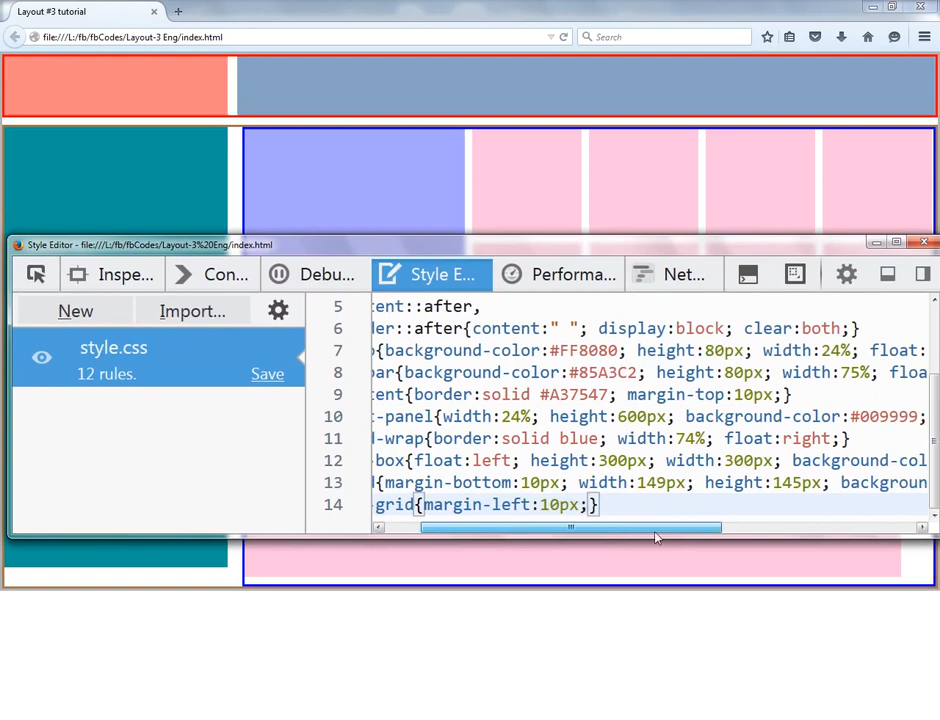 Layout #3 tutorial
file:///L:/fb/fbCodes/Layout-3 Eng/index.html
Search
Style Editor - file:///L:/fb/fbCodes/Layout-3%20Eng/index.html
Inspe... Con... Debu... Style E... Performa... Net...
New Import...
style.css
12 rules. Save
5 tent::after,
6 der::after{content:" "; display:block; clear:both;}
7 o{background-color:#FF8080; height:80px; width:24%; float:
8 bar{background-color:#85A3C2; height:80px; width:75%; floa
9 tent{border:solid #A37547; margin-top:10px;}
10 t-panel{width:24%; height:600px; background-color:#009999;
11 d-wrap{border:solid blue; width:74%; float:right;}
12 -box{float:left; height:300px; width:300px; background-col
13 d{margin-bottom:10px; width:149px; height:145px; backgroun
14 -grid{margin-left:10px;}